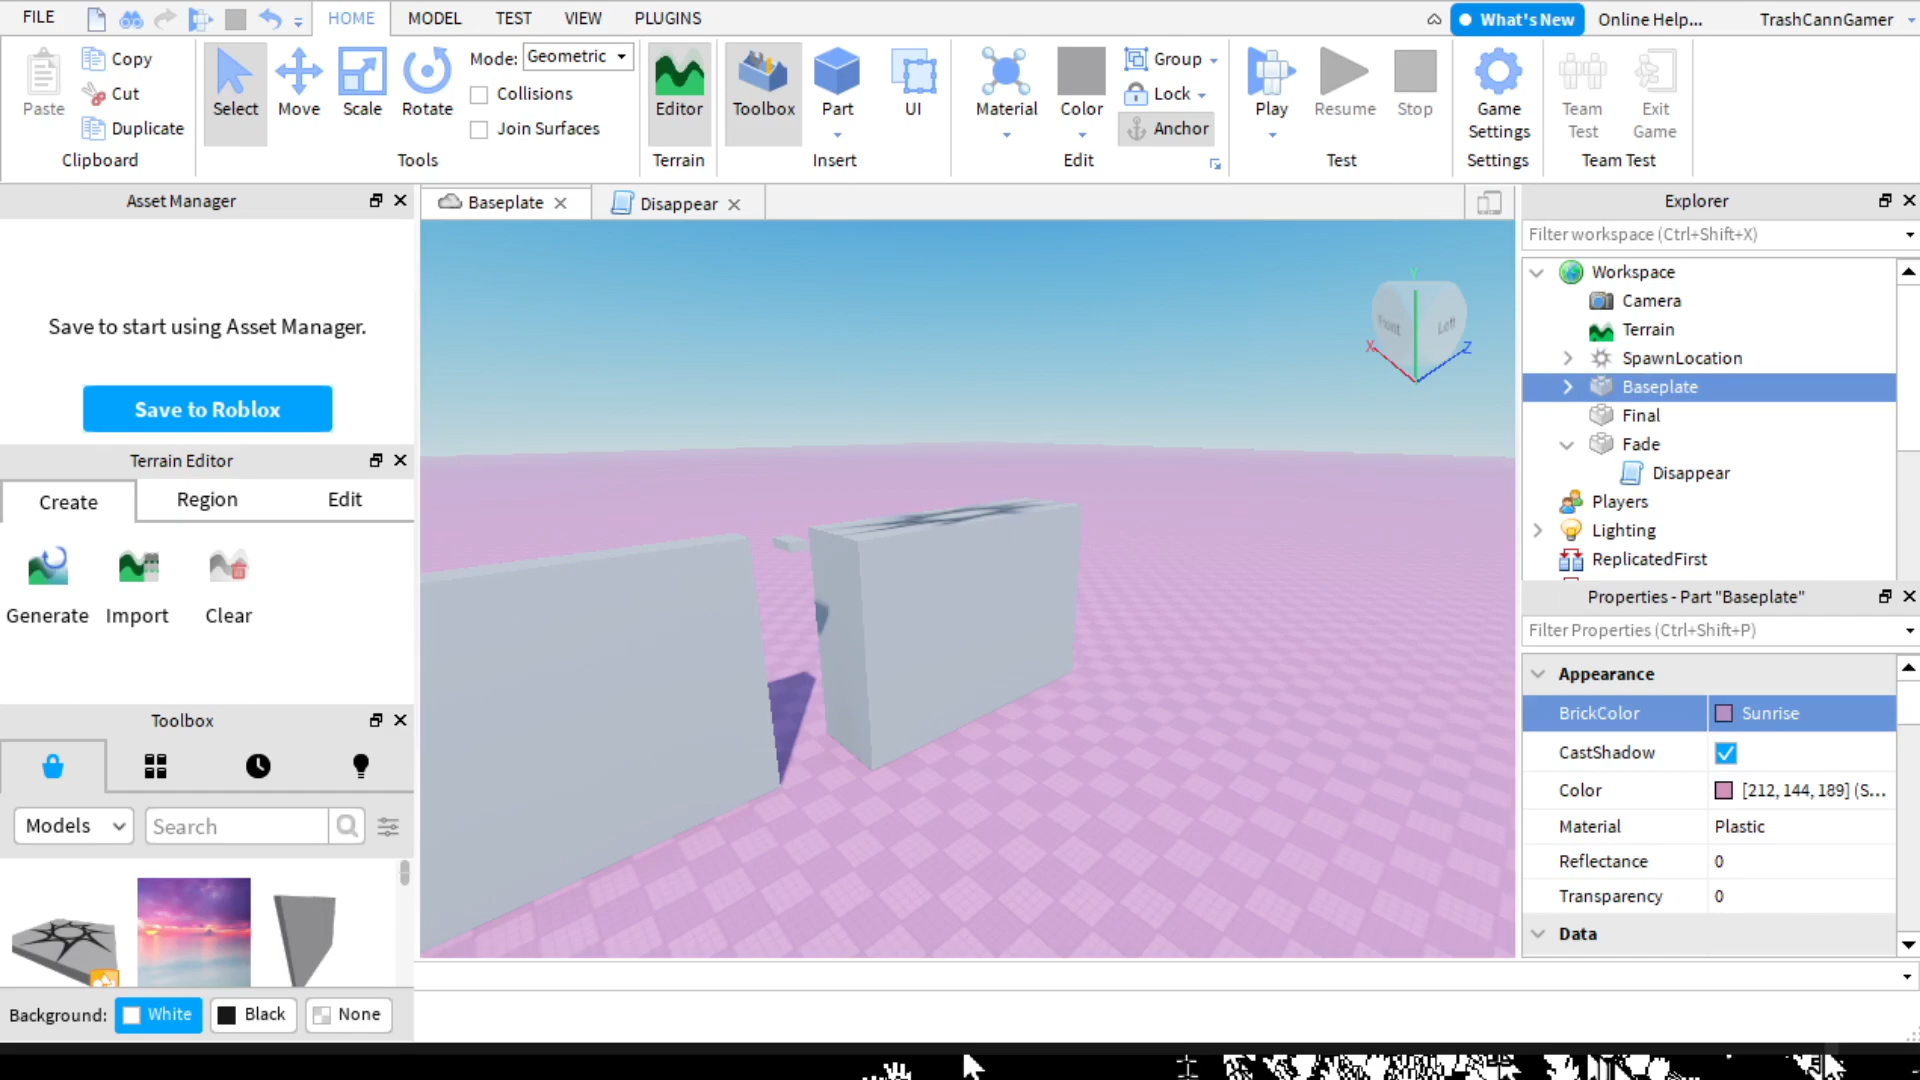 FILE
HOME
MODEL
TEST
VIEW
PLUGINS
What's New
Online Help...
TrashCannGamer
Paste
Copy
Cut
Duplicate
Clipboard
Select
Move
Scale
Rotate
Mode: Geometric
Collisions
Join Surfaces
Tools
Editor
Terrain
Toolbox
Part
UI
Insert
Material
Color
Group
Lock
Anchor
Edit
Play
Resume
Stop
Test
Game
Settings
Settings
Team
Test
Exit
Game
Team Test
Asset Manager
Save to start using Asset Manager.
Save to Roblox
Terrain Editor
Create
Region
Edit
Generate
Import
Clear
Toolbox
Models
Search
Background:
White
Black
None
Baseplate
Disappear
Front
Left
Y
X
Z
Explorer
Filter workspace (Ctrl+Shift+X)
Workspace
Camera
Terrain
SpawnLocation
Baseplate
Final
Fade
Disappear
Players
Lighting
ReplicatedFirst
Properties - Part "Baseplate"
Filter Properties (Ctrl+Shift+P)
Appearance
BrickColor Sunrise
CastShadow
Color [212, 144, 189] (S...
Material Plastic
Reflectance 0
Transparency 0
Data